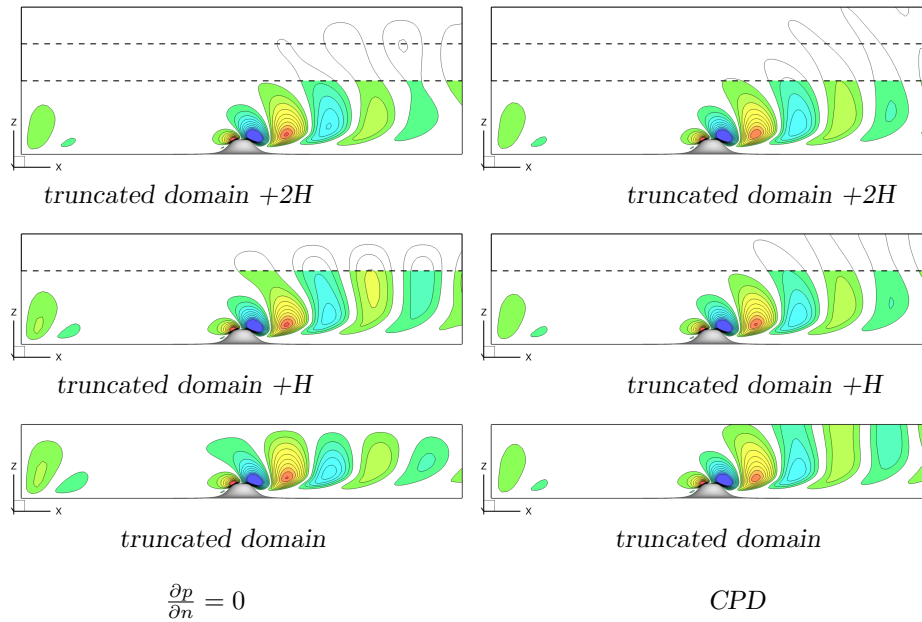 Z
Y
X
Z
Y
X
truncated domain +2H
truncated domain +2H
Z
Y
X
Z
Y
X
truncated domain +H
truncated domain +H
Z
Y
X
Z
Y
X
truncated domain
truncated domain
∂p/∂n = 0
CPD